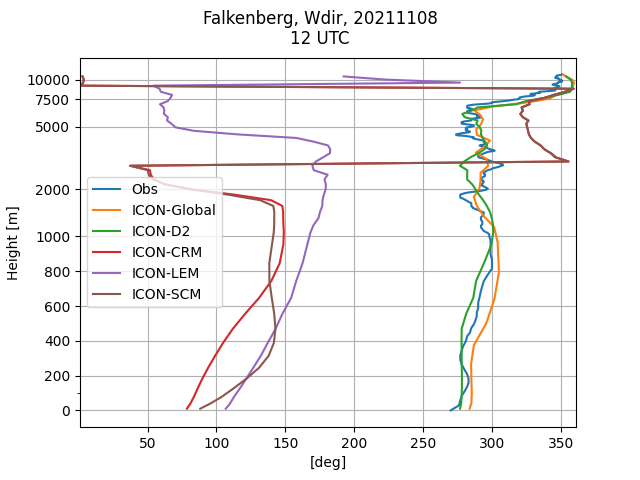 Falkenberg, Wdir, 20211108
12 UTC
Height [m]
10000
7500
5000
2000
1000
800
600
400
200
0
Obs
ICON-Global
ICON-D2
ICON-CRM
ICON-LEM
ICON-SCM
50 100 150 200 250 300 350
[deg]